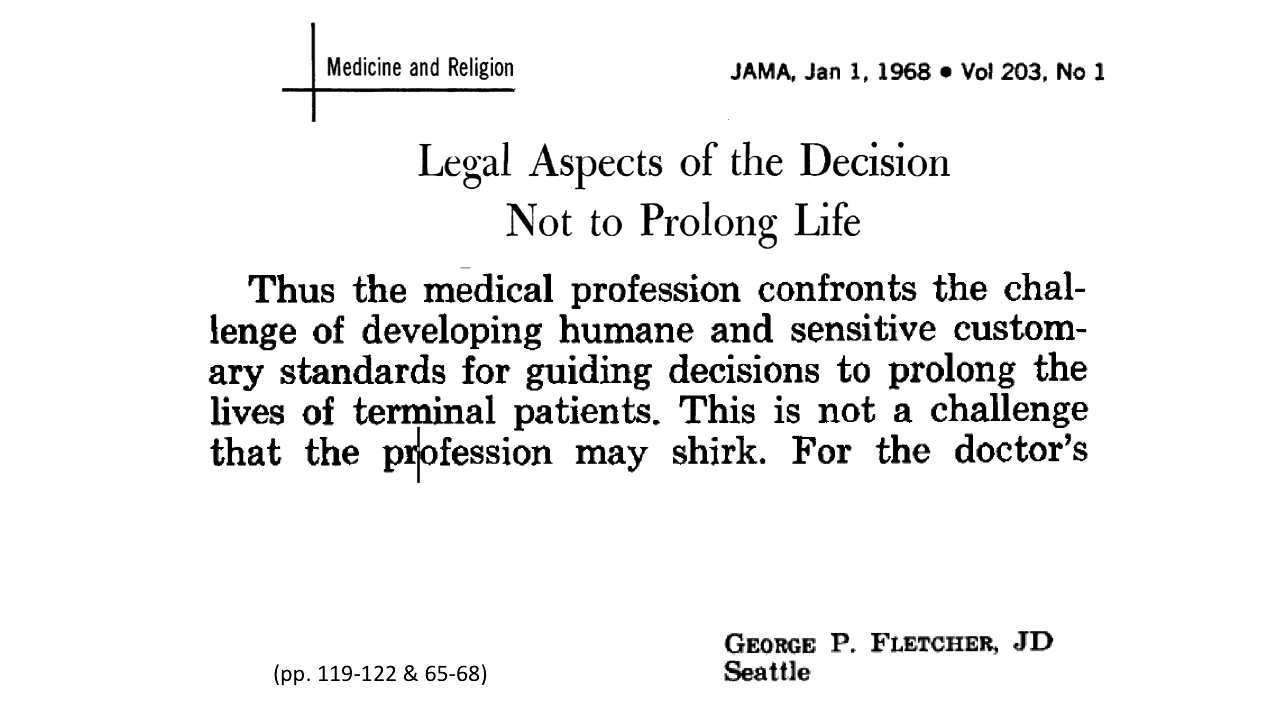 Medicine and Religion
JAMA, Jan 1, 1968 • Vol 203, No 1
Legal Aspects of the Decision
Not to Prolong Life
Thus the medical profession confronts the chal-
lenge of developing humane and sensitive custom-
ary standards for guiding decisions to prolong the
lives of terminal patients. This is not a challenge
that the profession may shirk. For the doctor's
GEORGE P. FLETCHER, JD
Seattle
(pp. 119-122 & 65-68)